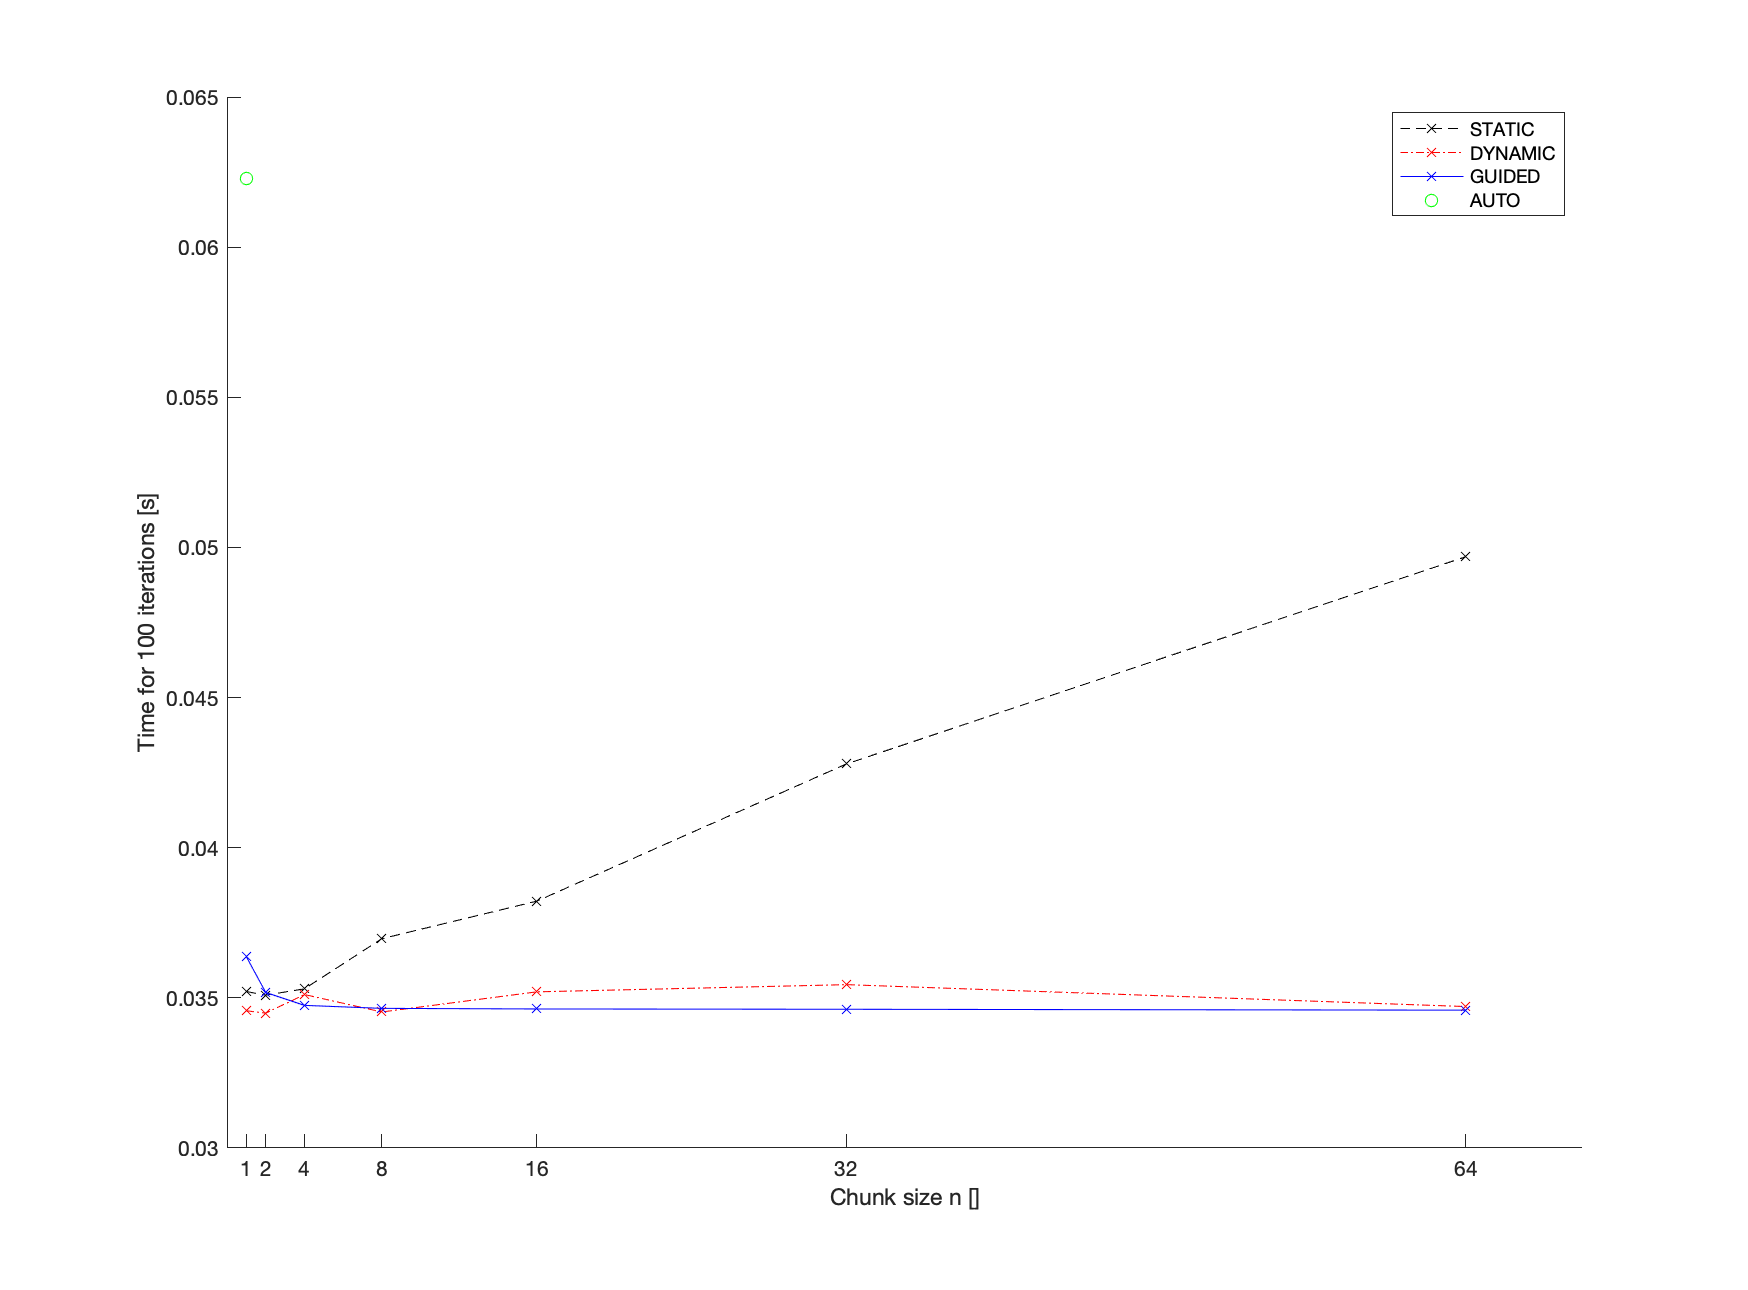 0.065
0.06
0.055
0.05
0.045
0.04
0.035
0.03
Time for 100 iterations [s]
STATIC
DYNAMIC
GUIDED
AUTO
1 2 4 8 16 32 64
Chunk size n []